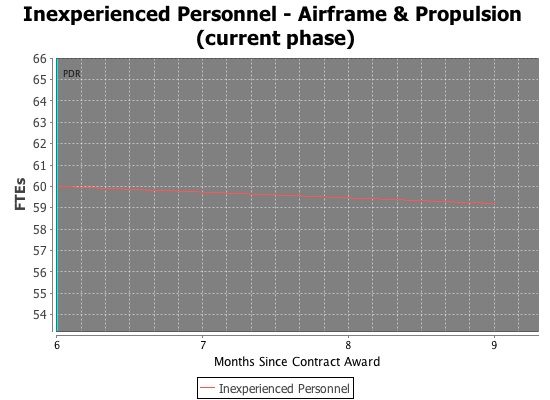 Inexperienced Personnel - Airframe & Propulsion
(current phase)
66
65
64
63
62
61
60
59
58
57
56
55
54
FTEs
PDR
6
7
8
9
Months Since Contract Award
Inexperienced Personnel